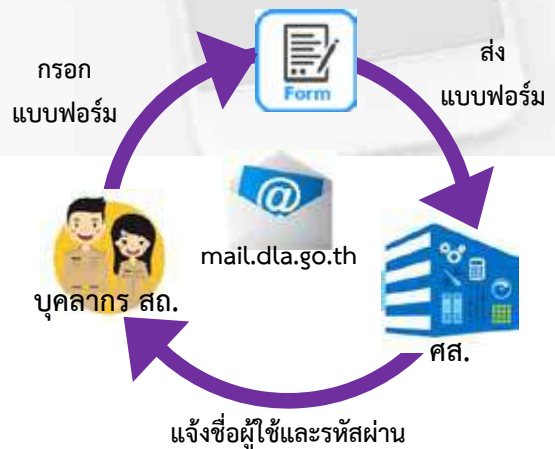 กรอก
แบบฟอร์ม
Form
ส่ง
แบบฟอร์ม
@
mail.dla.go.th
บุคลากร สถ.
ศส.
แจ้งชื่อผู้ใช้และรหัสผ่าน